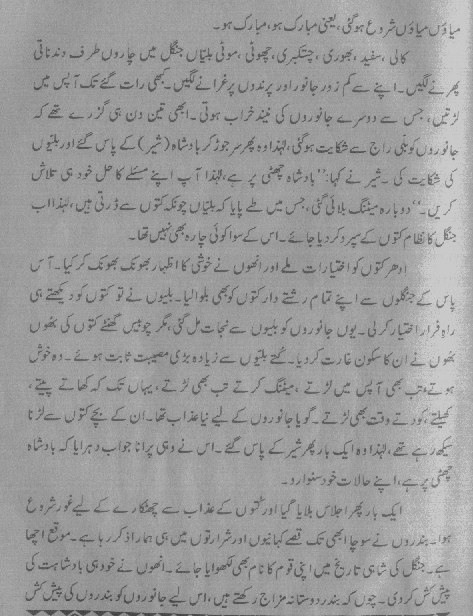 میاؤں میاؤں شروع ہوگئی، یعنی مبارک ہو، مبارک ہو۔
کالی، سفید، بھوری، چتکبری، چھوٹی، موٹی بلیاں جنگل میں چاروں طرف دندناتی
پھرنے لگیں۔ اپنے سے کم زور جانور اور پرندوں پر غرانے لگیں۔ کبھی رات گئے تک آپس میں
لڑتیں، جس سے دوسرے جانوروں کی نیند خراب ہوتی۔ ابھی تین دن ہی گزرے تھے کہ
جانوروں کو بلّی راج سے شکایت ہوگئی، لہٰذا وہ پھر سر جوڑ کر بادشاہ (شیر) کے پاس گئے اور بلیوں
کی شکایت کی۔ شیر نے کہا: ”بادشاہ چھٹی پر ہے، لہٰذا آپ اپنے مسئلے کا حل خود ہی تلاش
کریں۔“ دوبارہ میٹنگ بلائی گئی، جس میں طے پایا کہ بلیاں چونکہ کتوں سے ڈرتی ہیں، لہٰذا اب
جنگل کا نظام کتوں کے سپرد کر دیا جائے۔ اس کے سوا کوئی چارہ بھی نہیں تھا۔
ادھر کتوں کو اختیارات ملے اور انھوں نے خوشی کا اظہار بھونک بھونک کر کیا۔ آس
پاس کے جنگلوں سے اپنے تمام رشتے دار کتوں کو بھی بلوالیا۔ بلیوں نے تو کتوں کو دیکھتے ہی
راہِ فرار اختیار کر لی۔ یوں جانوروں کو بلیوں سے نجات مل گئی، مگر چوبیس گھنٹے کتوں کی بھوں
بھوں نے ان کا سکون غارت کر دیا۔ کُتے بلیوں سے زیادہ بڑی مصیبت ثابت ہوئے۔ وہ خوش
ہوتے تب بھی آپس میں لڑتے، میٹنگ کرتے تب بھی لڑتے، یہاں تک کہ کھاتے پیتے،
کھیلتے، کودتے وقت بھی لڑتے۔ گویا جانوروں کے لیے نیا عذاب تھا۔ ان کے بچے کتوں سے لڑنا
سیکھ رہے تھے، لہٰذا وہ ایک بار پھر شیر کے پاس گئے۔ اس نے وہی پرانا جواب دہرایا کہ بادشاہ
چھٹی پر ہے، اپنے حالات خود سنوارو۔
ایک بار پھر اجلاس بلایا گیا اور کُتوں کے عذاب سے چھٹکارے کے لیے غور شروع
ہوا۔ بندروں نے سوچا ابھی تک قصے کہانیوں اور شرارتوں میں ہی ہمارا ذکر رہا ہے۔ موقع اچھا
ہے۔ جنگل کی شاہی تاریخ میں اپنی قوم کا نام بھی لکھوایا جائے۔ انھوں نے خود ہی بادشاہت کی
پیش کش کر دی۔ چوں کہ بندر دوستانہ مزاج رکھتے ہیں، اس لیے جانوروں کو بندروں کی پیش کش